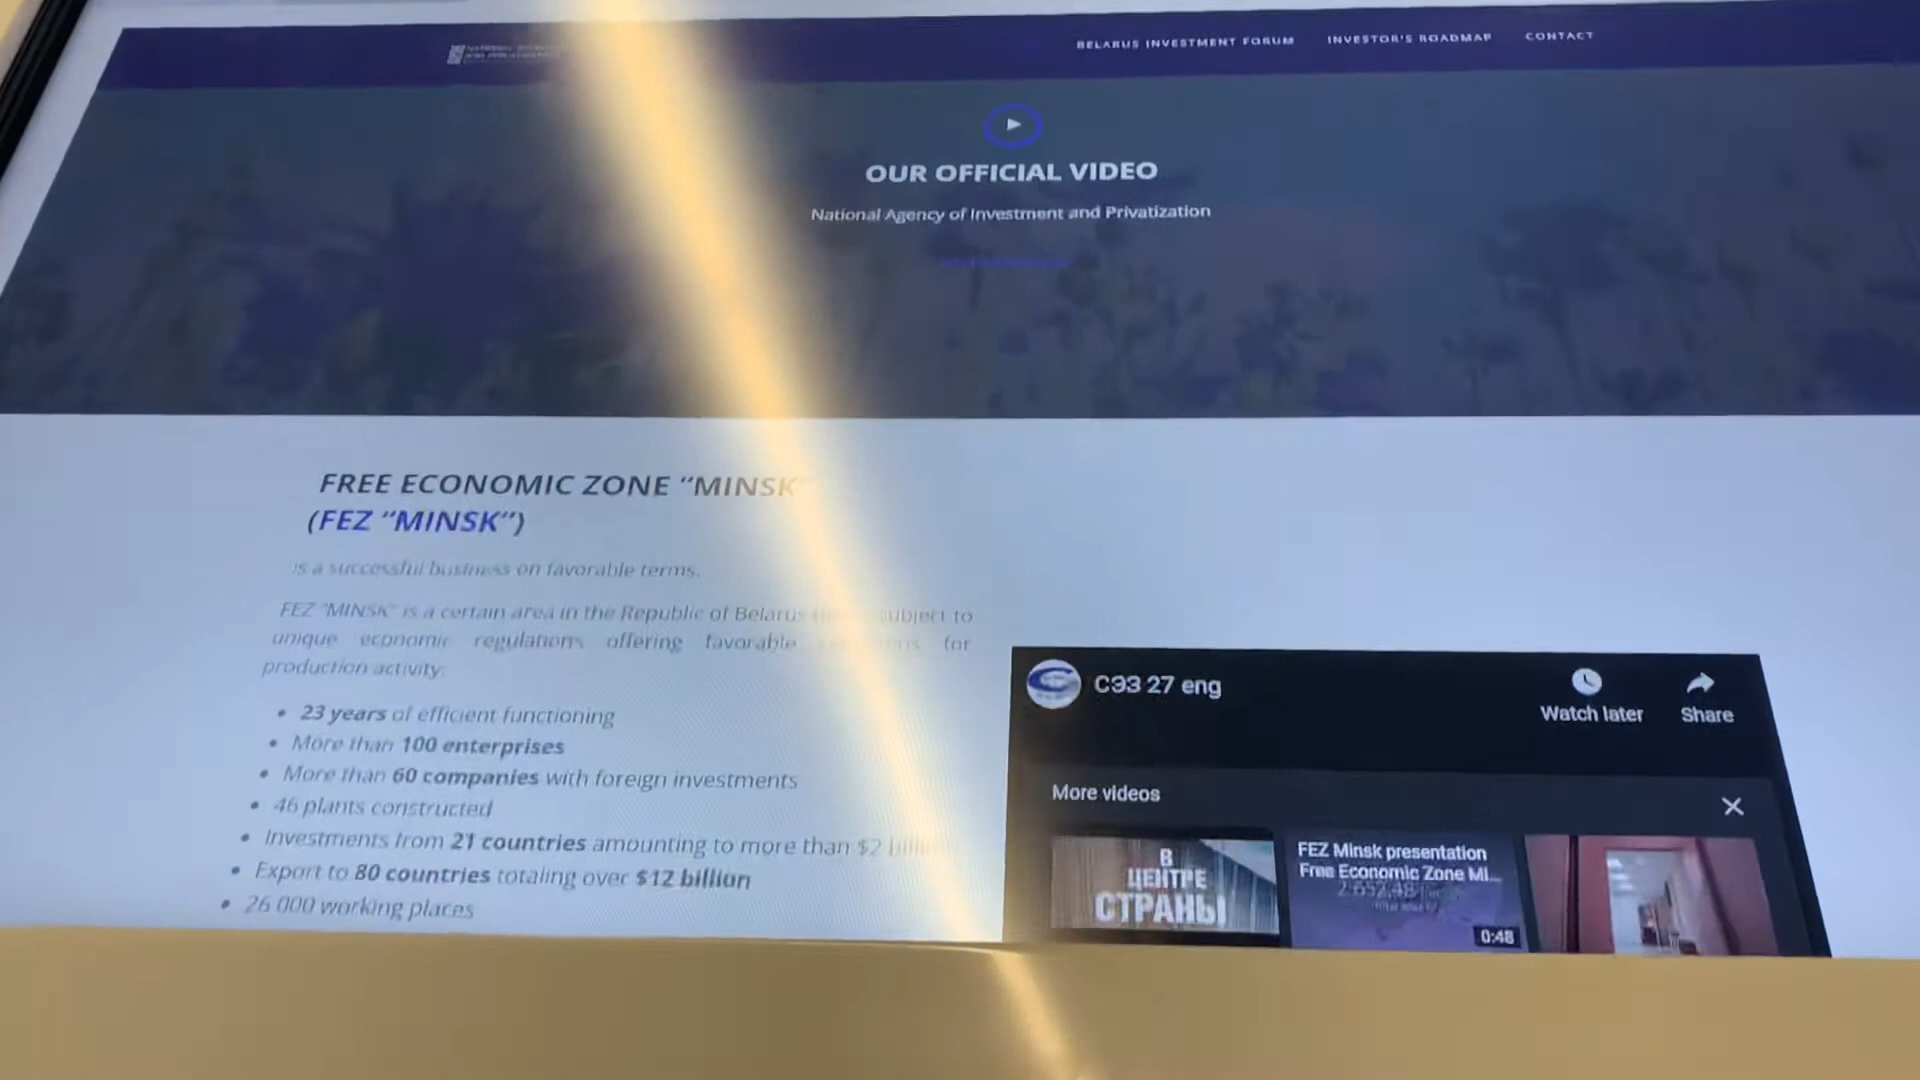 BELARUS INVESTMENT FORUM
INVESTOR'S ROADMAP
CONTACT
OUR OFFICIAL VIDEO
National Agency of Investment and Privatization
FREE ECONOMIC ZONE “MINSK
(FEZ “MINSK”)
is a successful business on favorable terms.
FEZ “MINSK” is a certain area in the Republic of Belarus subject to
unique economic regulations offering favorable for
production activity.
• 23 years of efficient functioning
• More than 100 enterprises
• More than 60 companies with foreign investments
• 46 plants constructed
• Investments from 21 countries amounting to more than $2
• Export to 80 countries totaling over $12 billion
• 26 000 working places
СЭЗ 27 eng
Watch later
Share
More videos
В
ЦЕНТРЕ
СТРАНЫ
FEZ Minsk presentation
Free Economic Zone Mi...
0:48